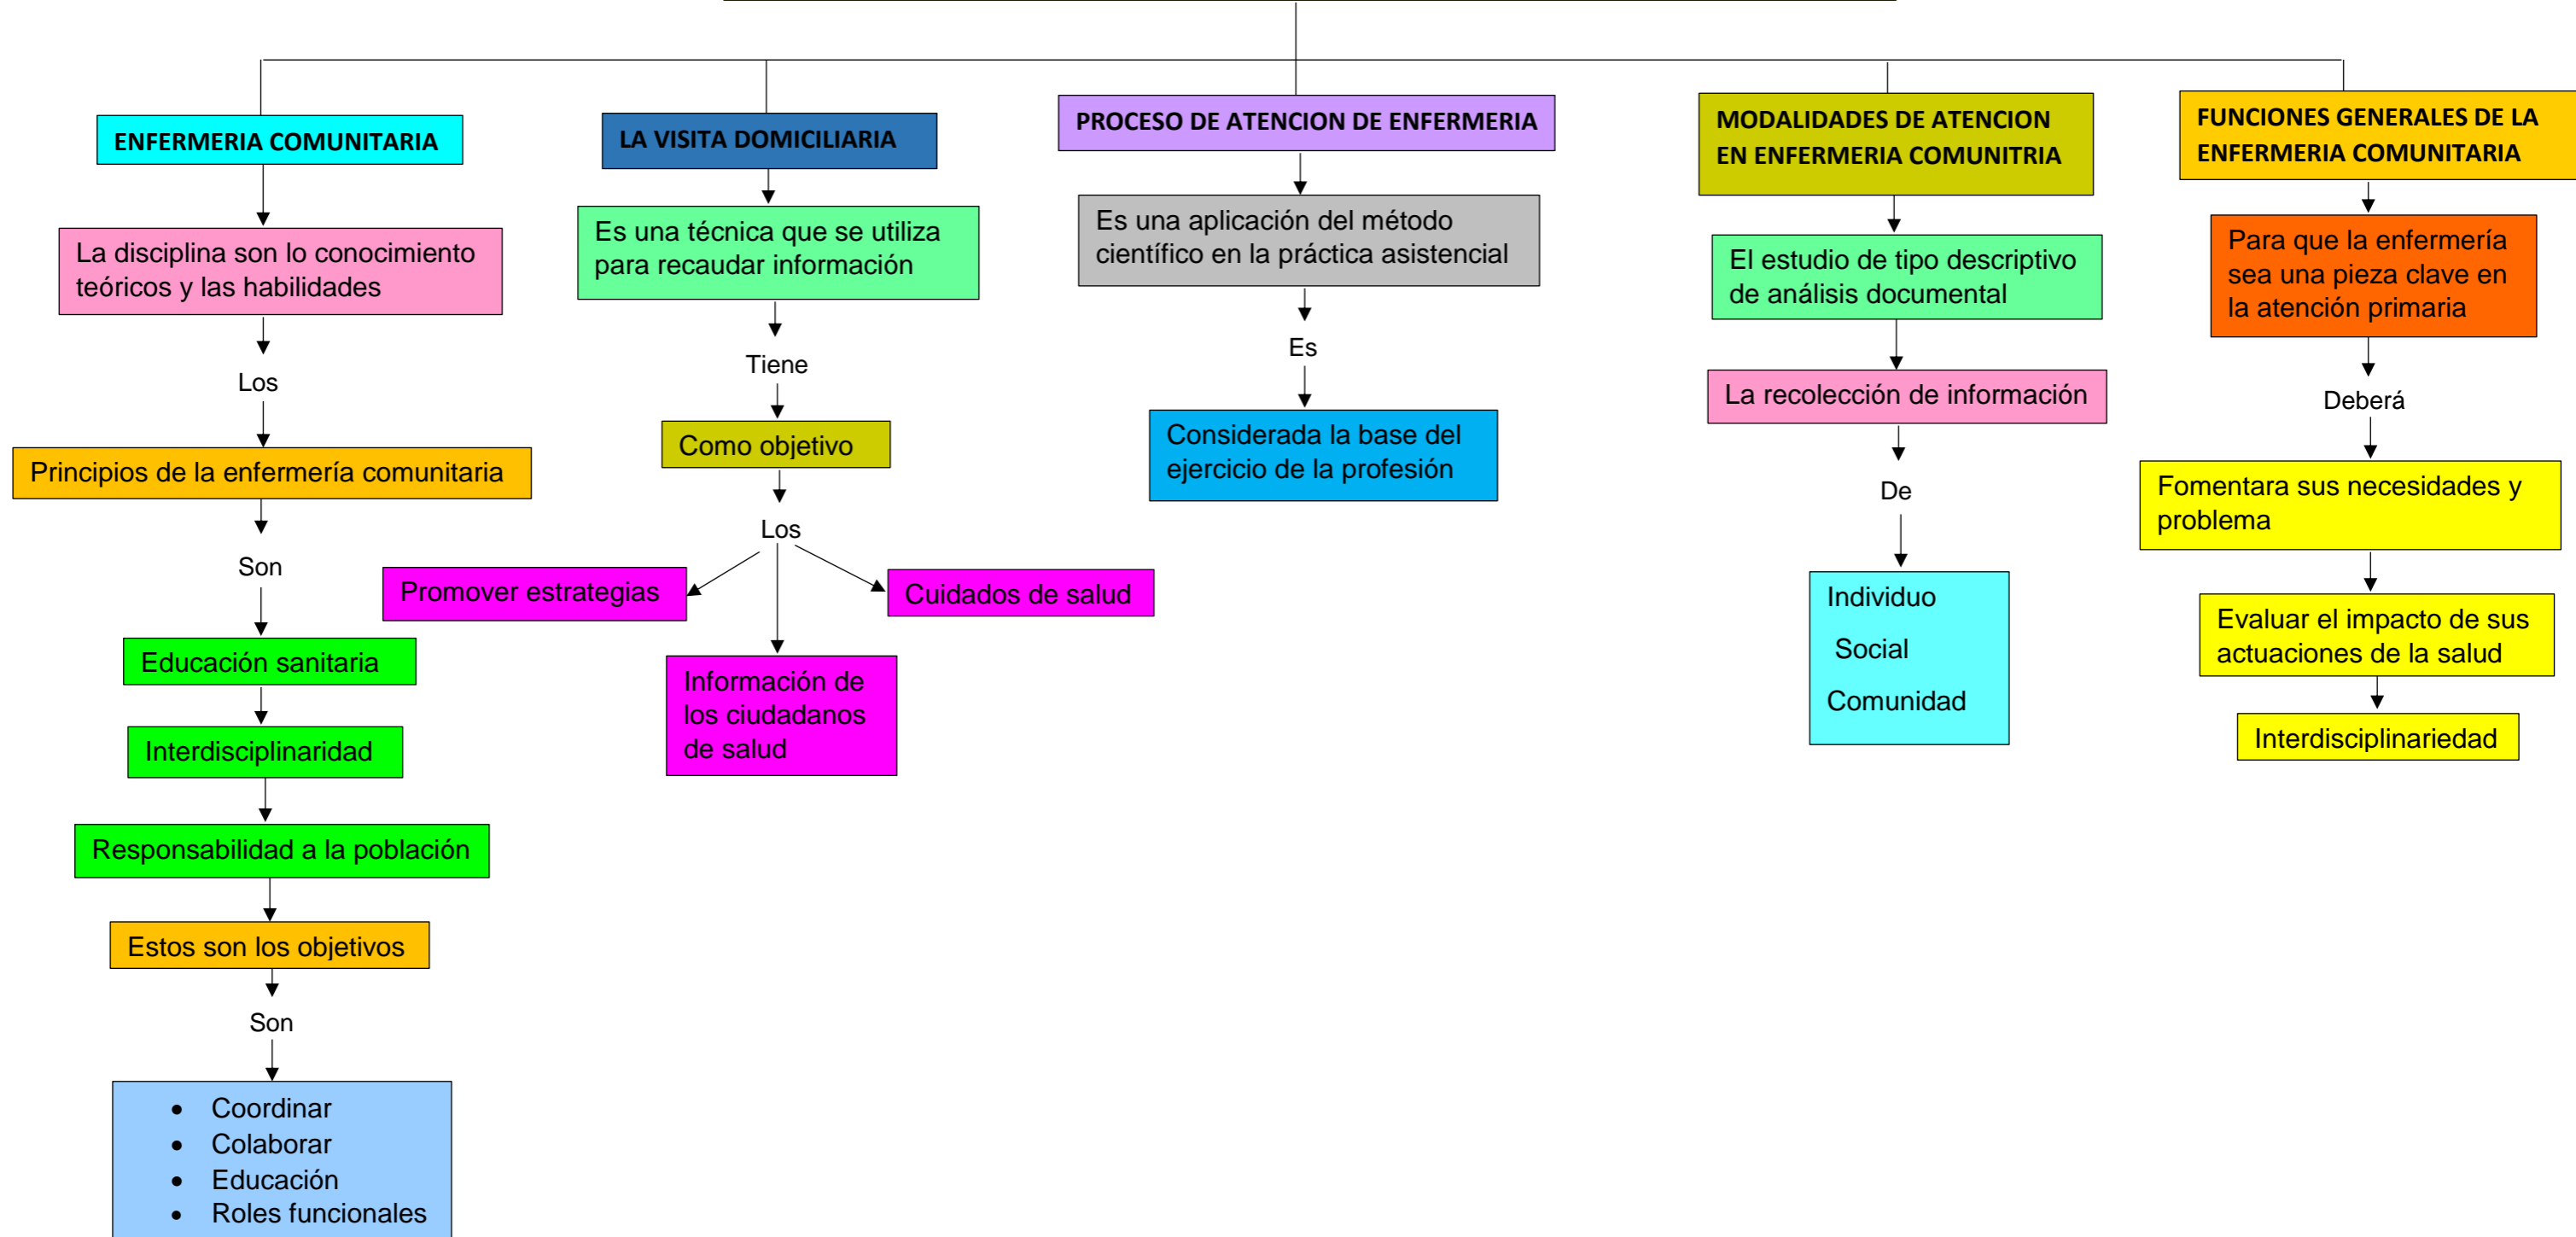 ENFERMERIA COMUNITARIA
La disciplina son lo conocimiento
teóricos y las habilidades
Los
Principios de la enfermería comunitaria
Son
Educación sanitaria
Interdisciplinaridad
Responsabilidad a la población
Estos son los objetivos
Son
• Coordinar
• Colaborar
• Educación
• Roles funcionales
LA VISITA DOMICILIARIA
Es una técnica que se utiliza
para recaudar información
Tiene
Como objetivo
Los
Promover estrategias
Información de
los ciudadanos
de salud
Cuidados de salud
PROCESO DE ATENCION DE ENFERMERIA
Es una aplicación del método
científico en la práctica asistencial
Es
Considerada la base del
ejercicio de la profesión
MODALIDADES DE ATENCION
EN ENFERMERIA COMUNITRIA
El estudio de tipo descriptivo
de análisis documental
La recolección de información
De
Individuo
Social
Comunidad
FUNCIONES GENERALES DE LA
ENFERMERIA COMUNITARIA
Para que la enfermería
sea una pieza clave en
la atención primaria
Deberá
Fomentara sus necesidades y
problema
Evaluar el impacto de sus
actuaciones de la salud
Interdisciplinariedad